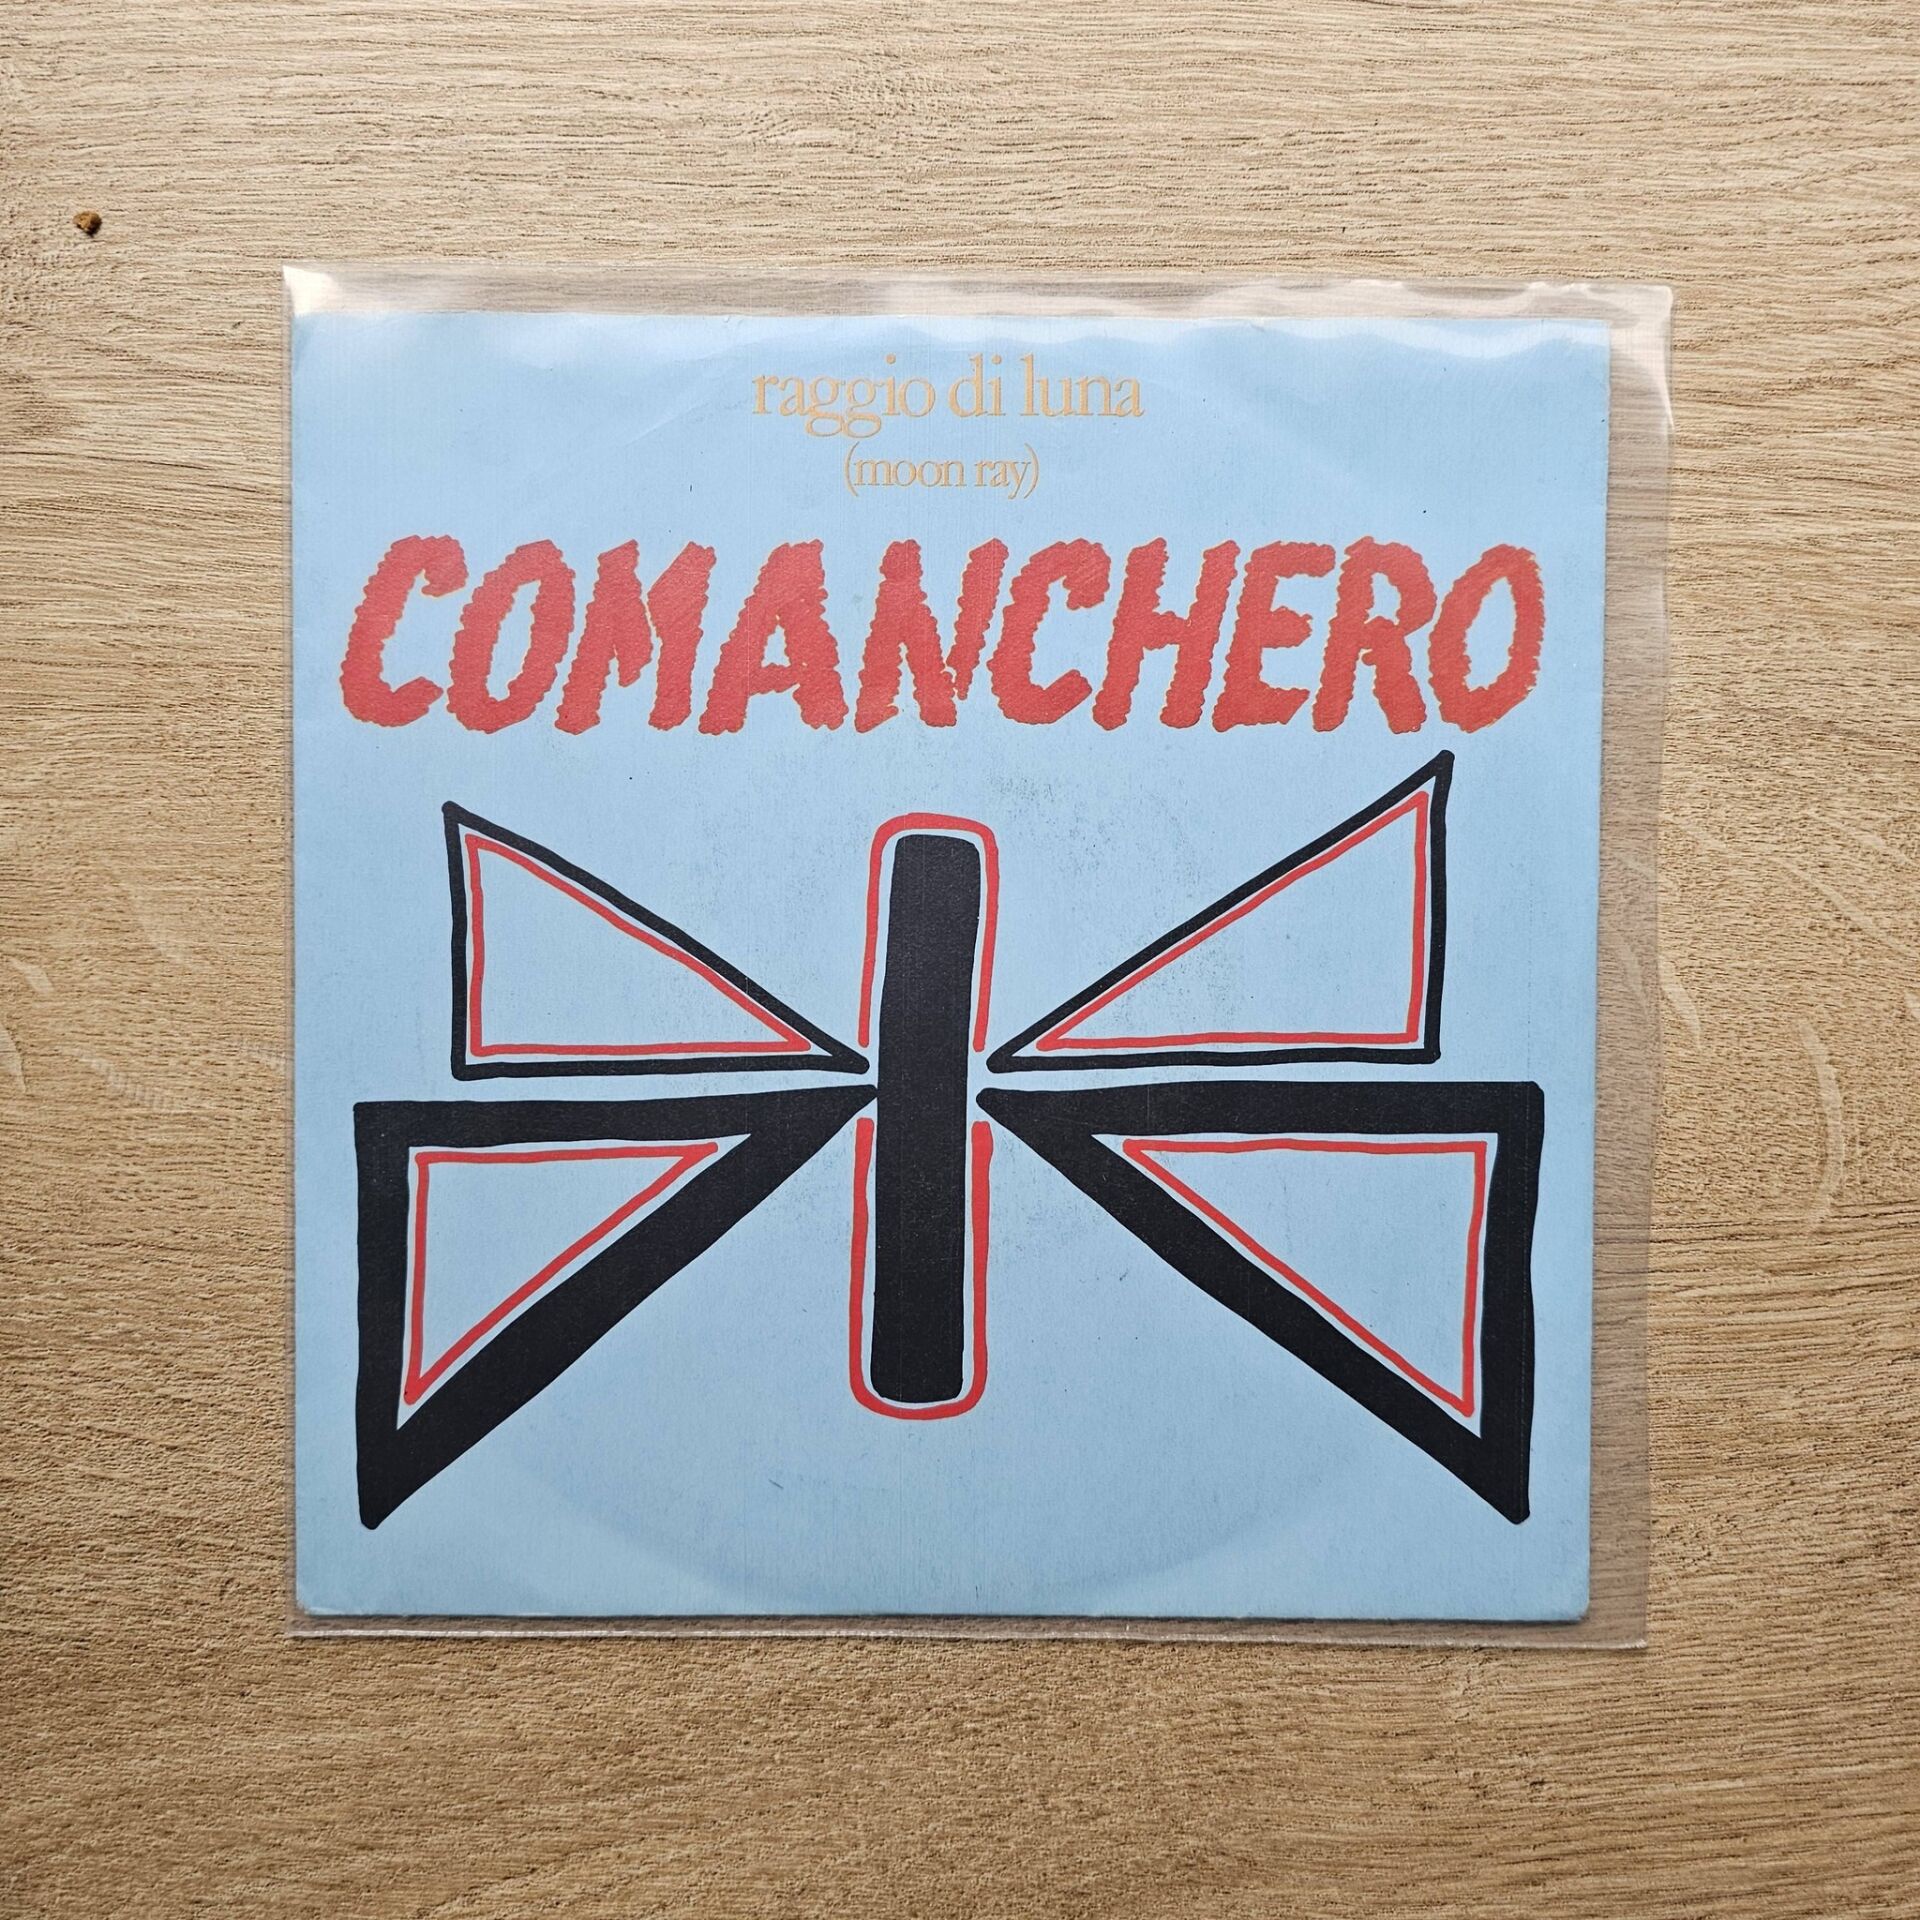 raggio di luna
(moon ray)
COMANCHERO